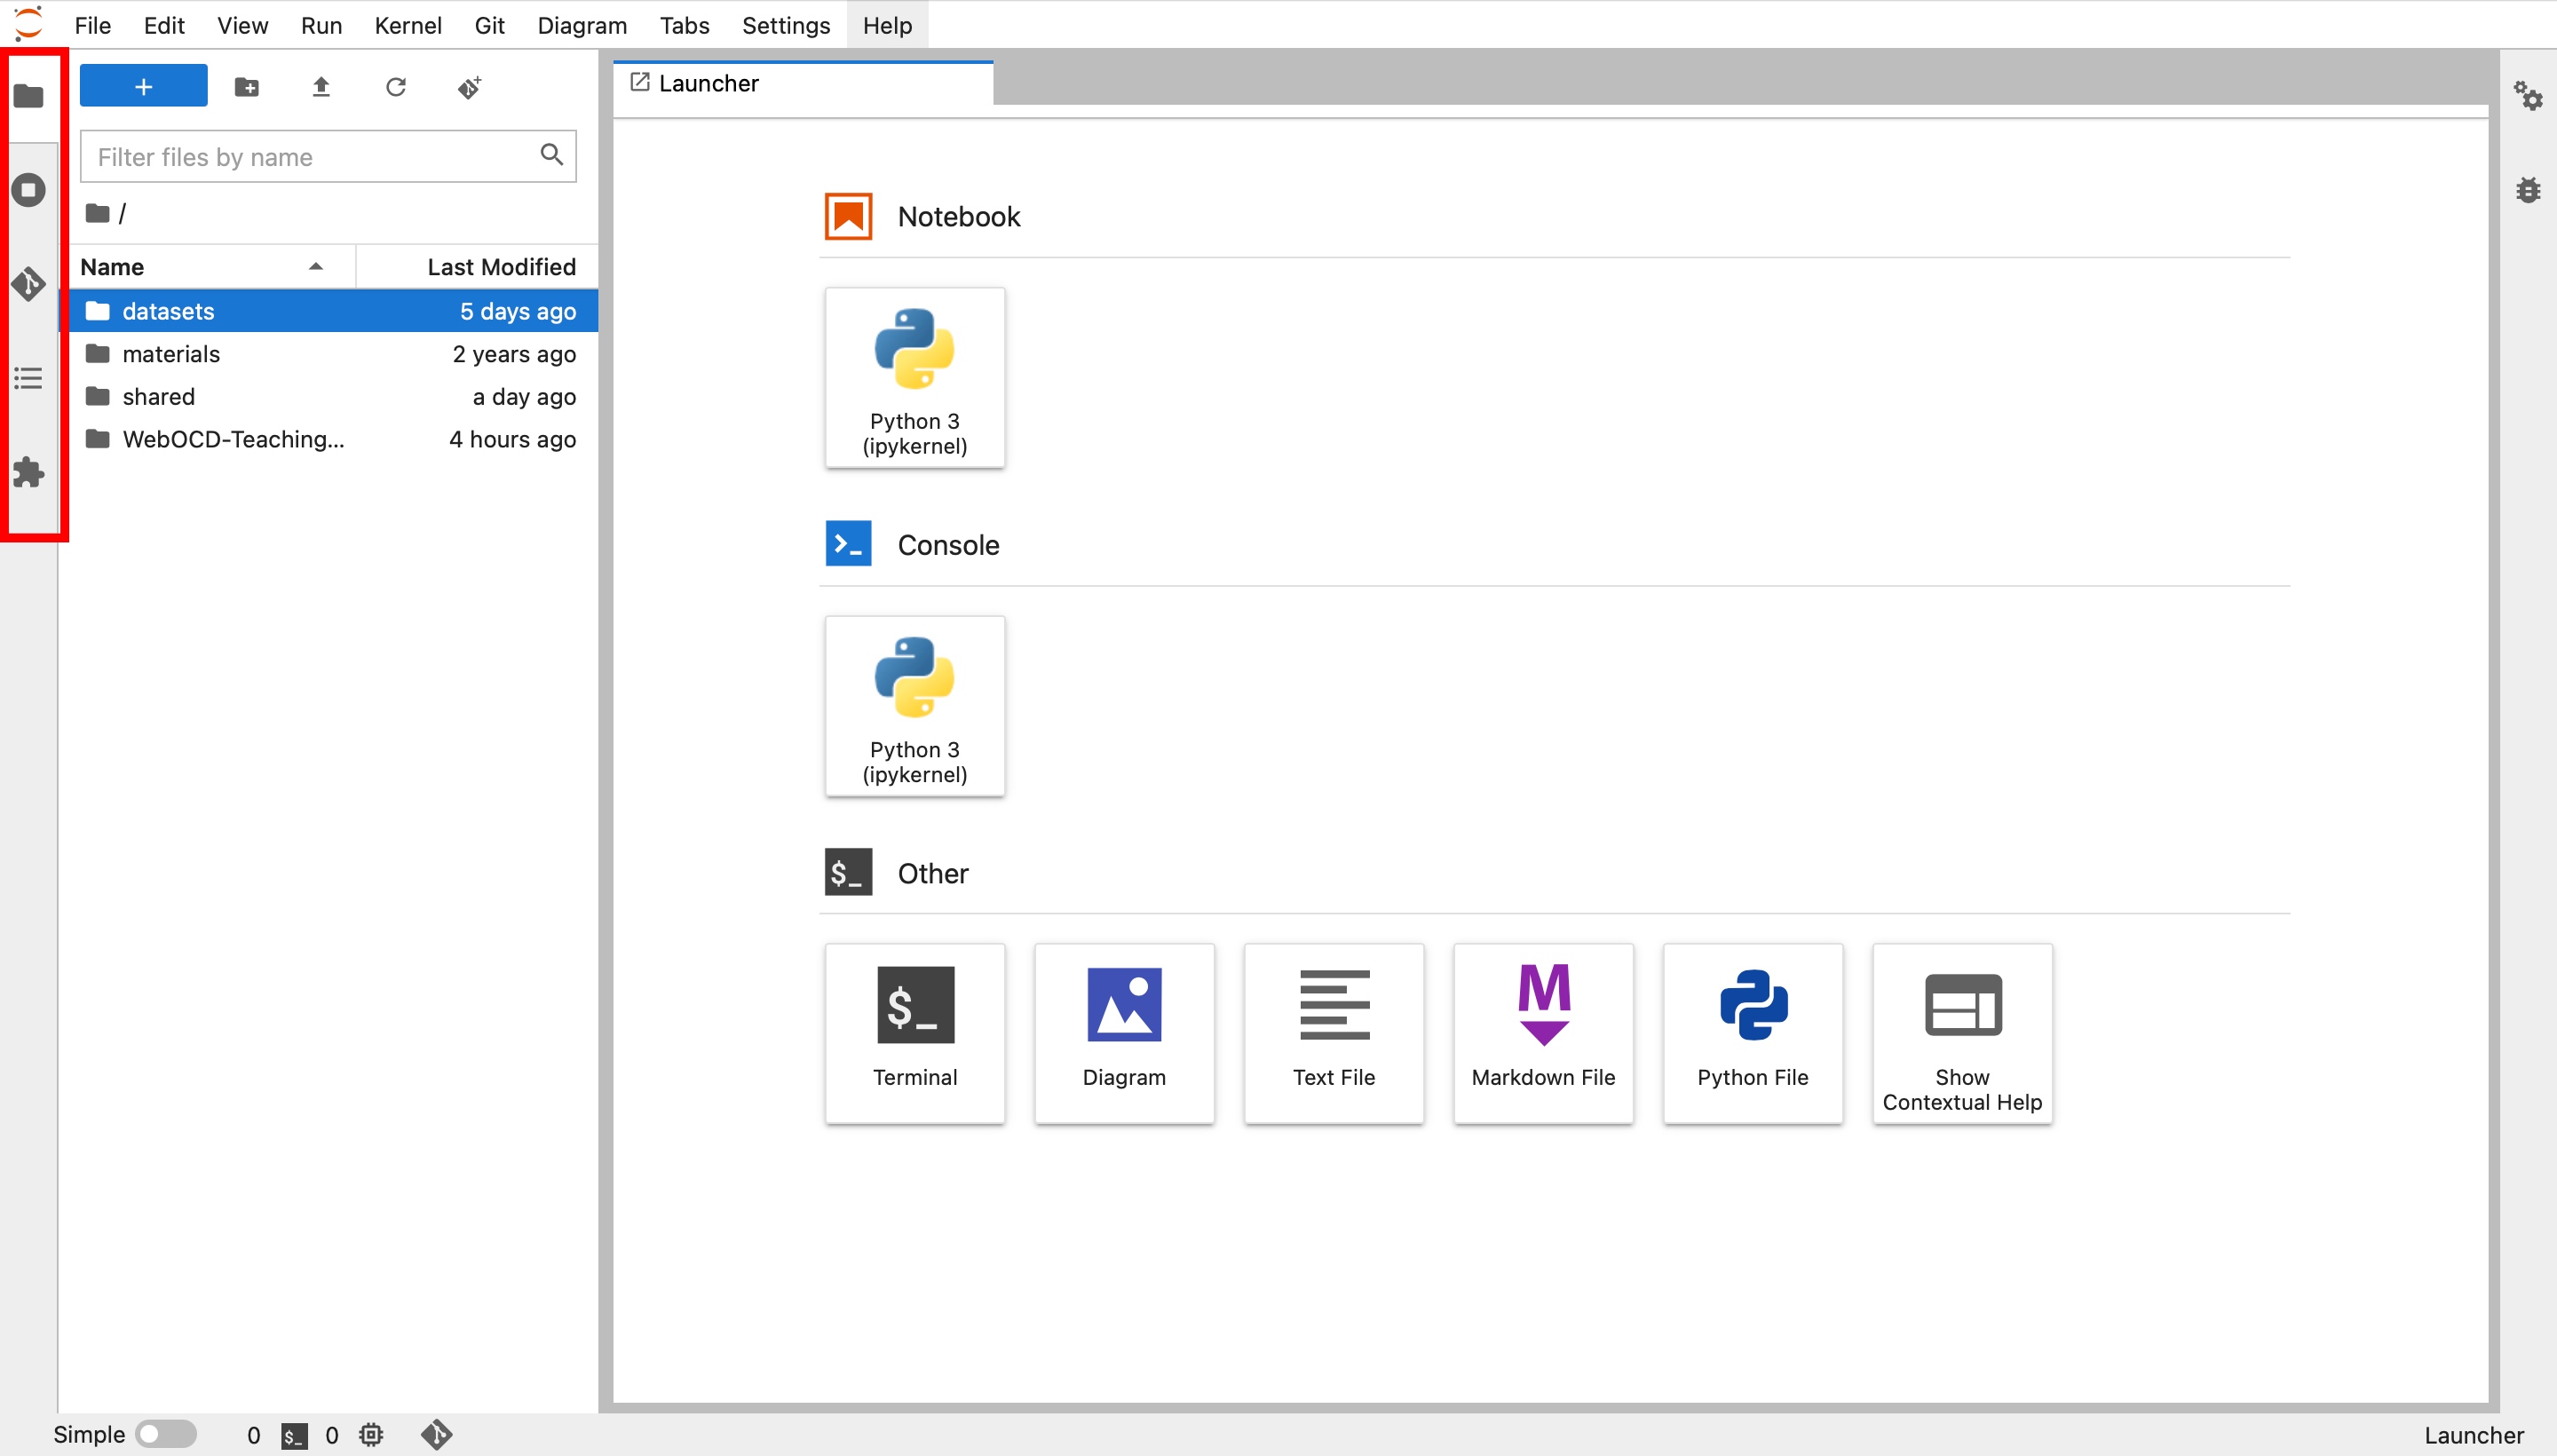 File Edit View Run Kernel Git Diagram Tabs Settings Help
+
Launcher
Filter files by name
/
Name Last Modified
datasets 5 days ago
materials 2 years ago
shared a day ago
WebOCD-Teaching... 4 hours ago
Notebook
Python 3
(ipykernel)
>_ Console
Python 3
(ipykernel)
$_ Other
$_
Terminal
Diagram
Text File
M
Markdown File
Python File
Show
Contextual Help
Simple 0 $_ 0 Launcher